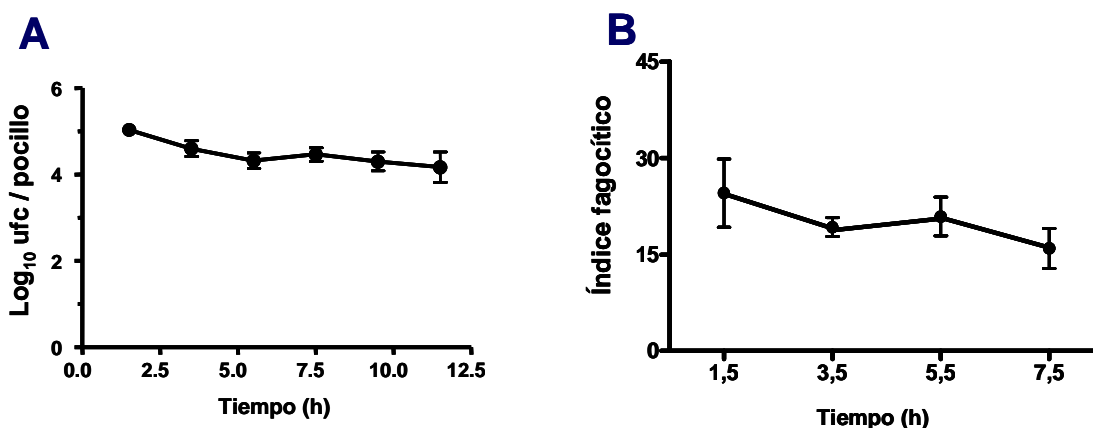 A
Log₁₀ ufc / pocillo
6
4
2
0
0.0 2.5 5.0 7.5 10.0 12.5
Tiempo (h)
B
Índice fagocítico
45
30
15
0
1,5 3,5 5,5 7,5
Tiempo (h)